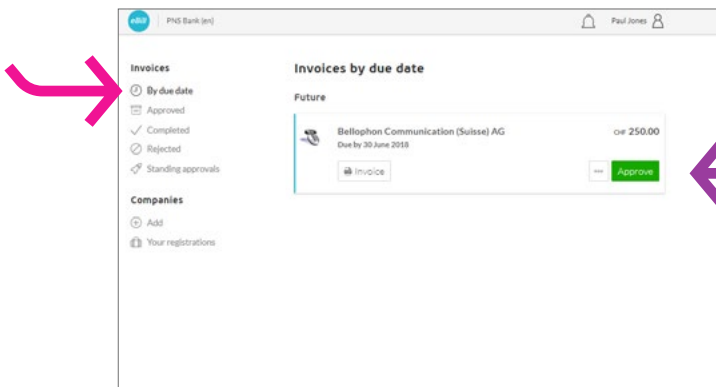 eBill PNS Bank (en) Paul Jones
Invoices
By due date
Approved
Completed
Rejected
Standing approvals
Companies
Add
Your registrations
Invoices by due date
Future
Bellophon Communication (Suisse) AG CHF 250.00
Due by 30 June 2018
Invoice ... Approve